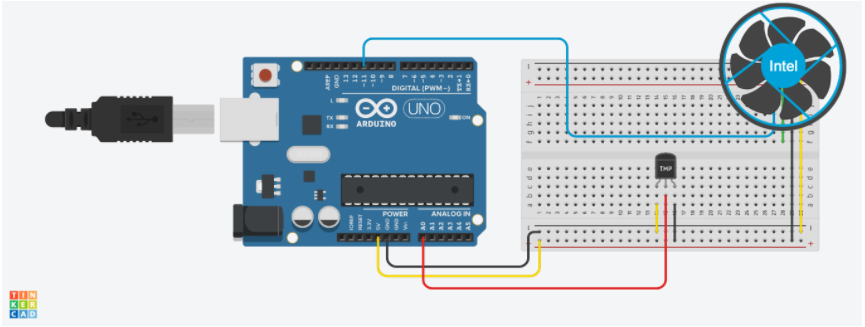 Intel
AREF
GND
13
12
~11
~10
~9
8
7
~6
~5
4
~3
2
TX→1
RX←0
DIGITAL (PWM~)
L
TX
RX
ARDUINO
UNO
ON
TMP
POWER
ANALOG IN
IOREF
RESET
3.3V
5V
GND
GND
Vin
A0
A1
A2
A3
A4
A5
TIN
KER
CAD